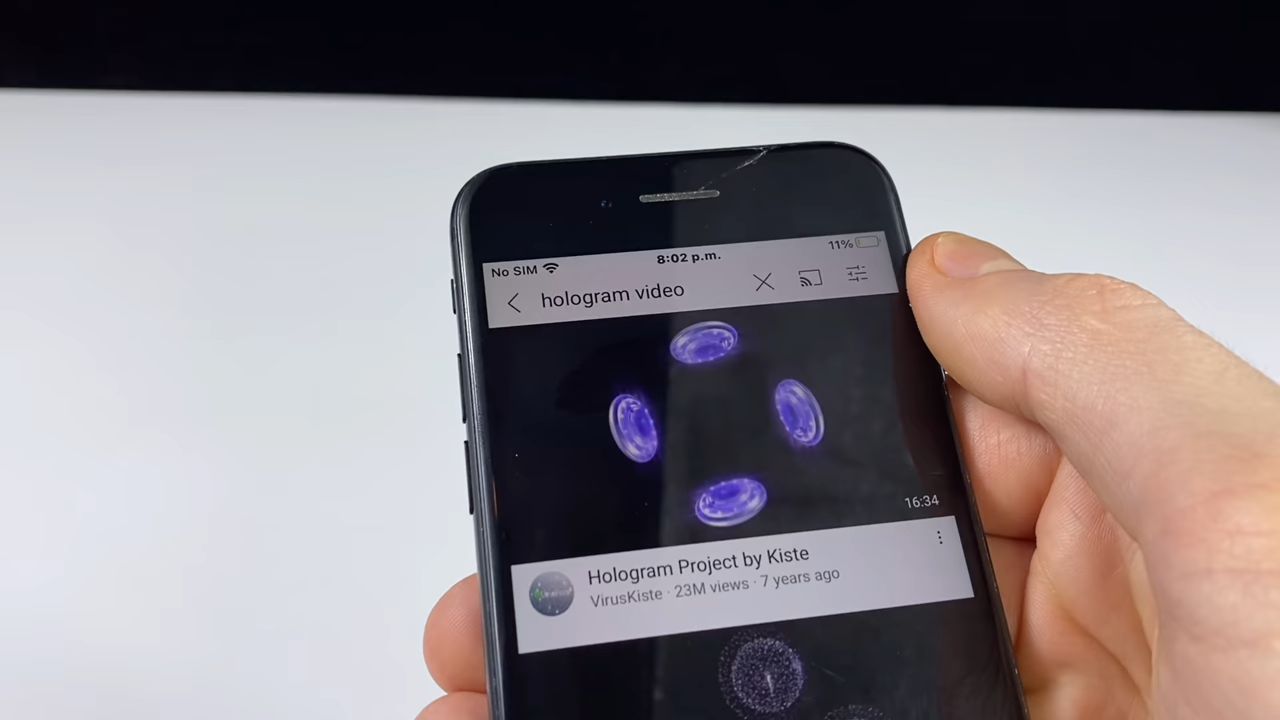 No SIM 8:02 p.m. 11%
hologram video
16:34
Hologram Project by Kiste
VirusKiste · 23M views · 7 years ago